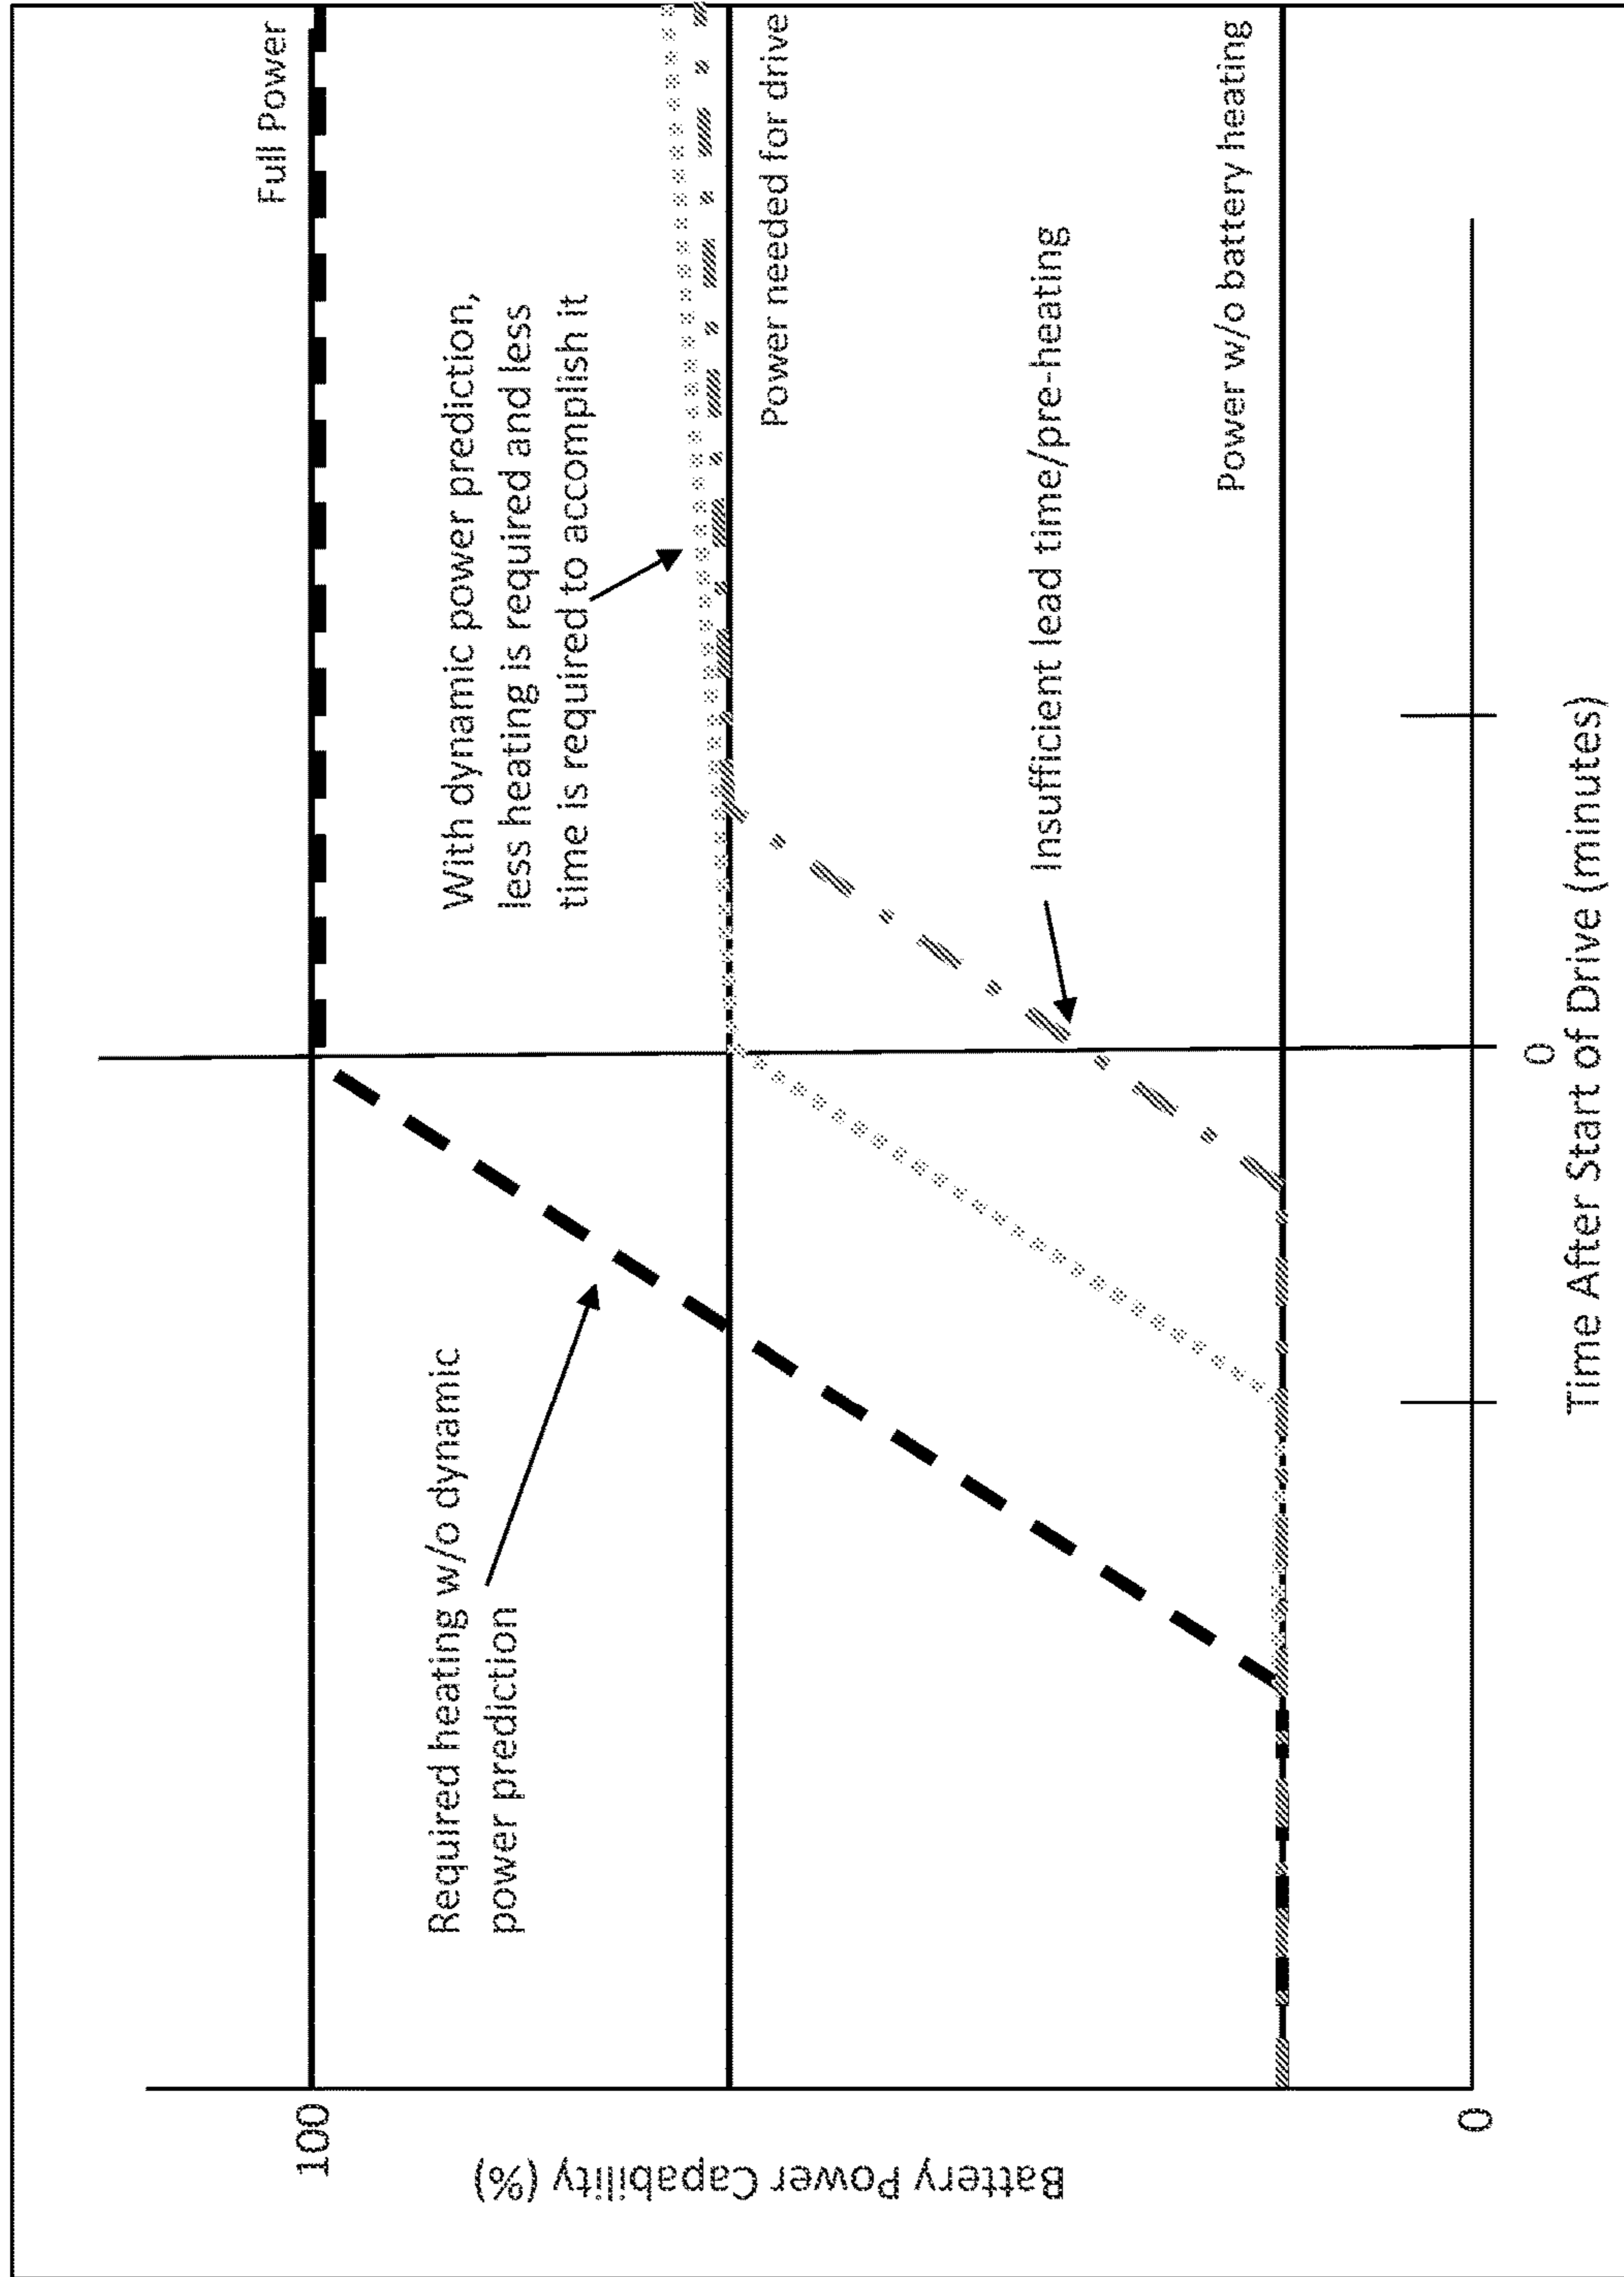 Full Power
With dynamic power prediction,
less heating is required and less
time is required to accomplish it
Required heating w/o dynamic
power prediction
Power needed for drive
Insufficient lead time/pre-heating
Power w/o battery heating
100
Battery Power Capability (%)
0
0
Time After Start of Drive (minutes)